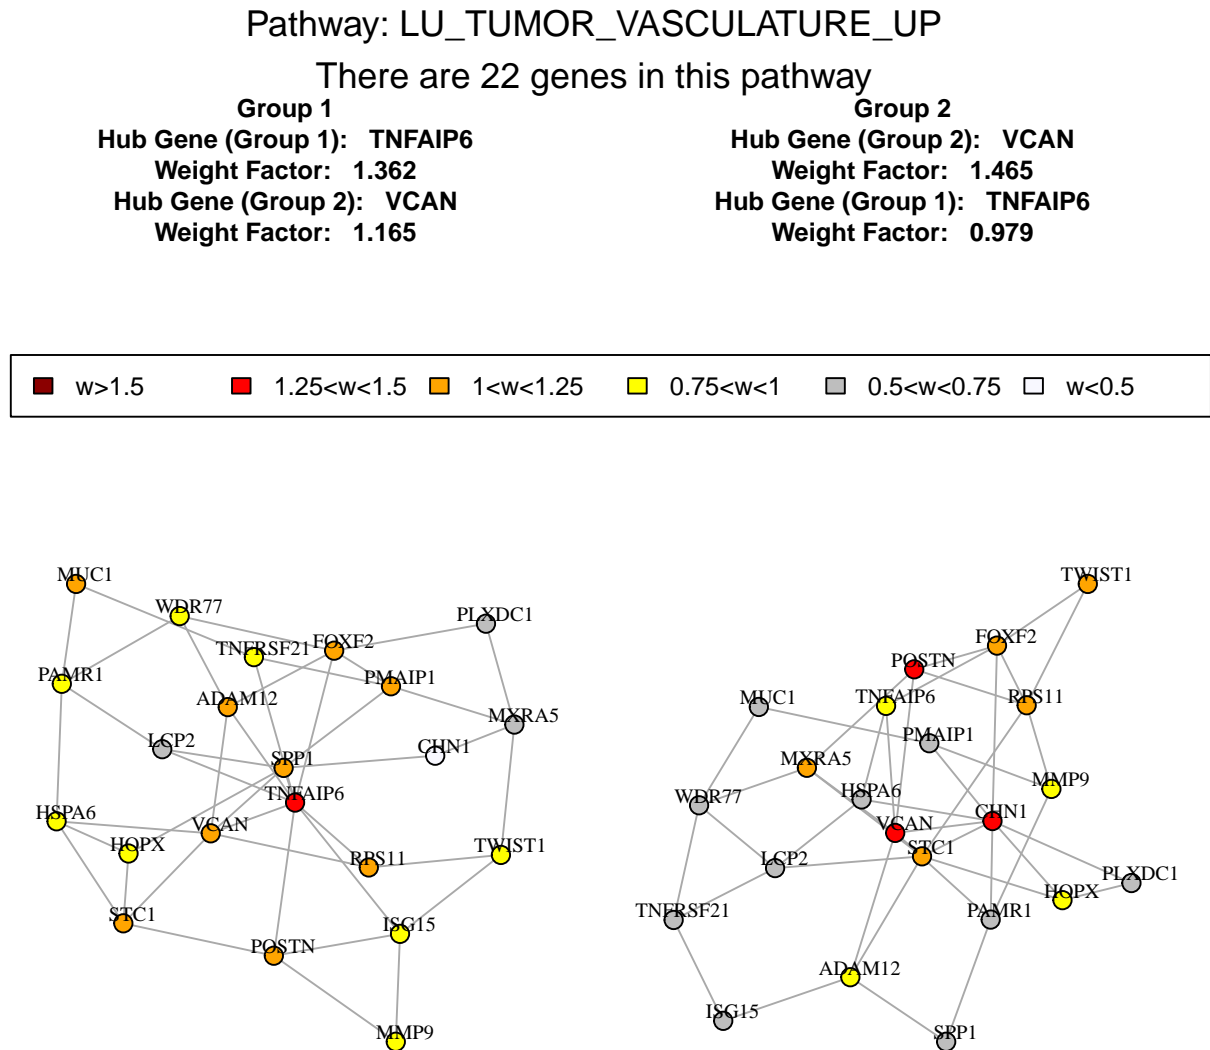 Pathway: LU_TUMOR_VASCULATURE_UP
There are 22 genes in this pathway
Group 1
Hub Gene (Group 1): TNFAIP6
Weight Factor: 1.362
Hub Gene (Group 2): VCAN
Weight Factor: 1.165
Group 2
Hub Gene (Group 2): VCAN
Weight Factor: 1.465
Hub Gene (Group 1): TNFAIP6
Weight Factor: 0.979
w>1.5 1.25<w<1.5 1<w<1.25 0.75<w<1 0.5<w<0.75 w<0.5
MUC1
WDR77
PLXDC1
TNFRSF21
FOXF2
PAMR1
PMAIP1
ADAM12
MXRA5
LCP2
CHN1
SPP1
TNFAIP6
HSPA6
VCAN
HOPX
RPS11
TWIST1
STC1
ISG15
POSTN
MMP9
TWIST1
FOXF2
POSTN
MUC1
TNFAIP6
RPS11
PMAIP1
MXRA5
MMP9
WDR77
HSPA6
VCAN
CHN1
STC1
LCP2
PLXDC1
HOPX
TNFRSF21
PAMR1
ADAM12
ISG15
SPP1